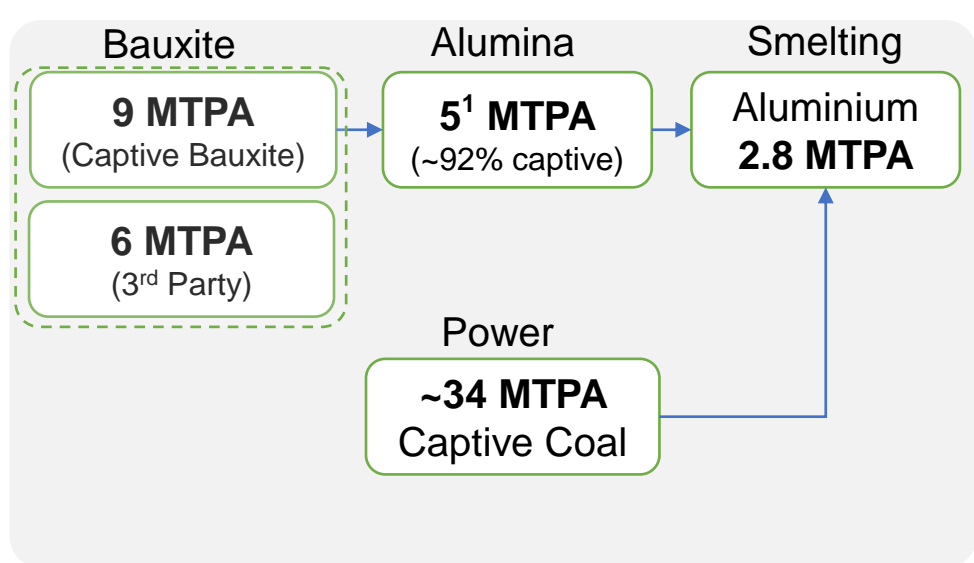 Bauxite
9 MTPA
(Captive Bauxite)
6 MTPA
(3rd Party)
Alumina
5¹ MTPA
(~92% captive)
Smelting
Aluminium
2.8 MTPA
Power
~34 MTPA
Captive Coal